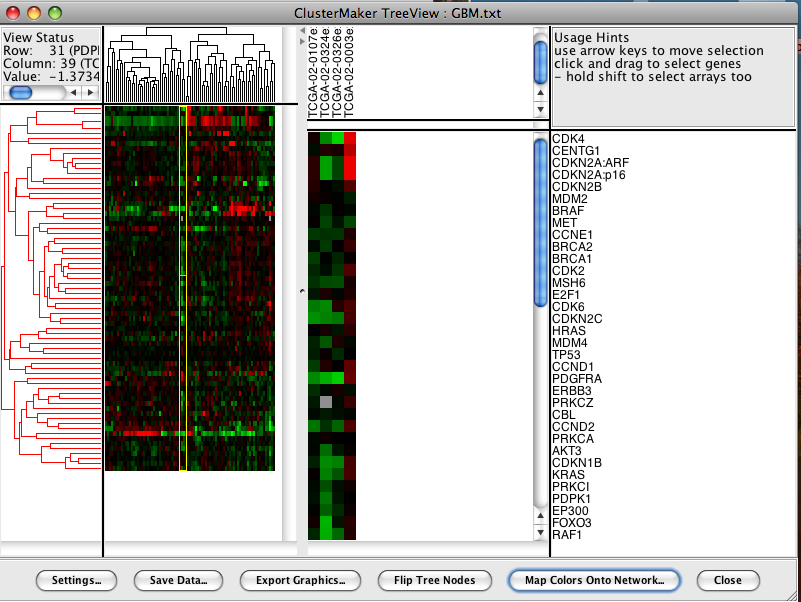 ClusterMaker TreeView : GBM.txt
View Status
Row: 31 (PDPI
Column: 39 (TC
Value: -1.3734
TCGA-02-0107e:
TCGA-02-0324e:
TCGA-02-0326e:
TCGA-02-0083e:
Usage Hints
use arrow keys to move selection
click and drag to select genes
- hold shift to select arrays too
CDK4
CENTG1
CDKN2A:ARF
CDKN2A:p16
CDKN2B
MDM2
BRAF
MET
CCNE1
BRCA2
BRCA1
CDK2
MSH6
E2F1
CDK6
CDKN2C
HRAS
MDM4
TP53
CCND1
PDGFRA
ERBB3
PRKCZ
CBL
CCND2
PRKCA
AKT3
CDKN1B
KRAS
PRKCI
PDPK1
EP300
FOXO3
RAF1
Settings...
Save Data...
Export Graphics...
Flip Tree Nodes
Map Colors Onto Network...
Close